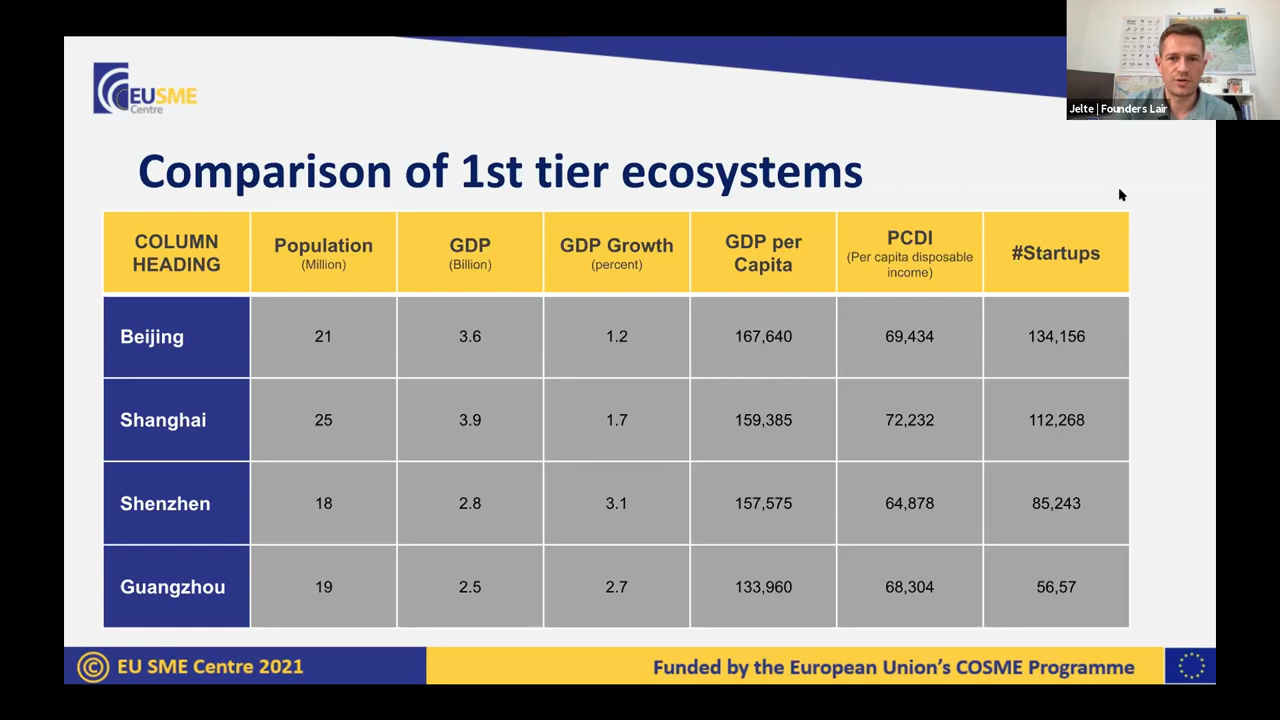 Jelte | Founders Lair
EUSME
Centre
Comparison of 1st tier ecosystems
COLUMN HEADING Population (Million) GDP (Billion) GDP Growth (percent) GDP per Capita PCDI (Per capita disposable income) #Startups
Beijing 21 3.6 1.2 167,640 69,434 134,156
Shanghai 25 3.9 1.7 159,385 72,232 112,268
Shenzhen 18 2.8 3.1 157,575 64,878 85,243
Guangzhou 19 2.5 2.7 133,960 68,304 56,57
© EU SME Centre 2021
Funded by the European Union’s COSME Programme